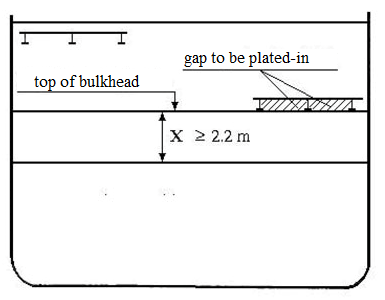 gap to be plated-in
top of bulkhead
X ≥ 2.2 m